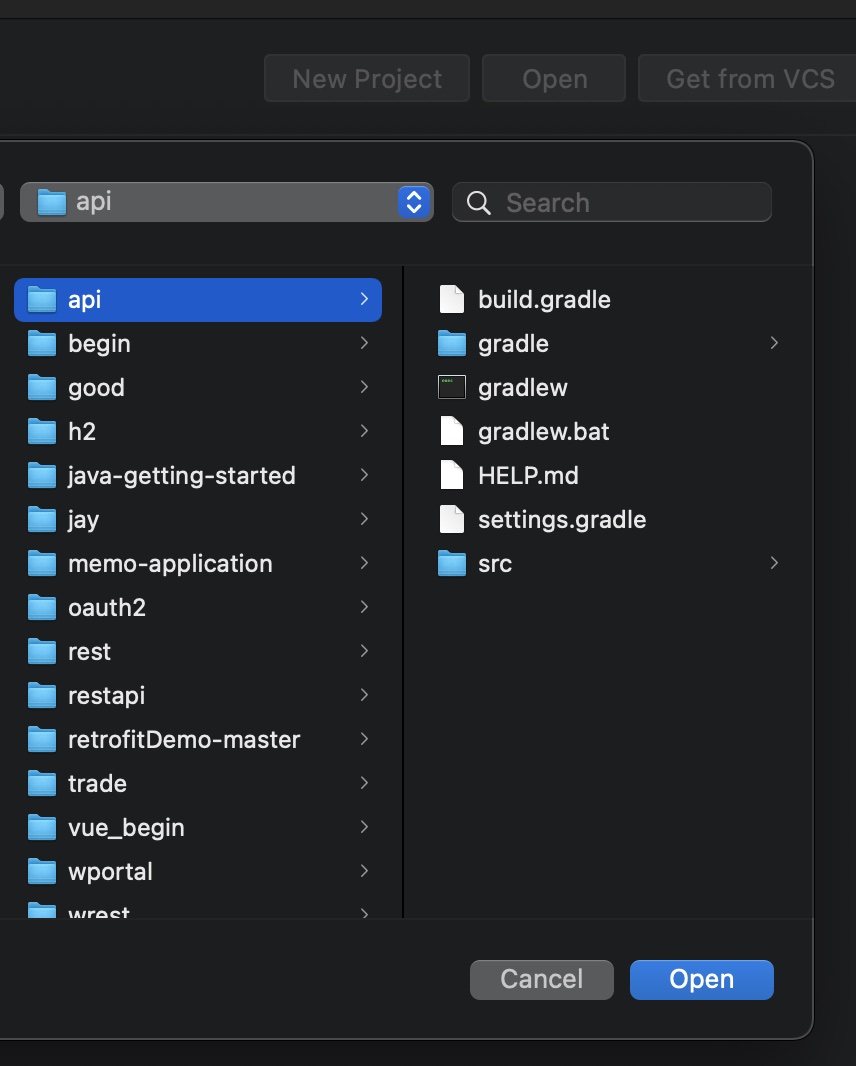 New Project
Open
Get from VCS
api
Search
api
begin
good
h2
java-getting-started
jay
memo-application
oauth2
rest
restapi
retrofitDemo-master
trade
vue_begin
wportal
wrest
build.gradle
gradle
gradlew
gradlew.bat
HELP.md
settings.gradle
src
Cancel
Open